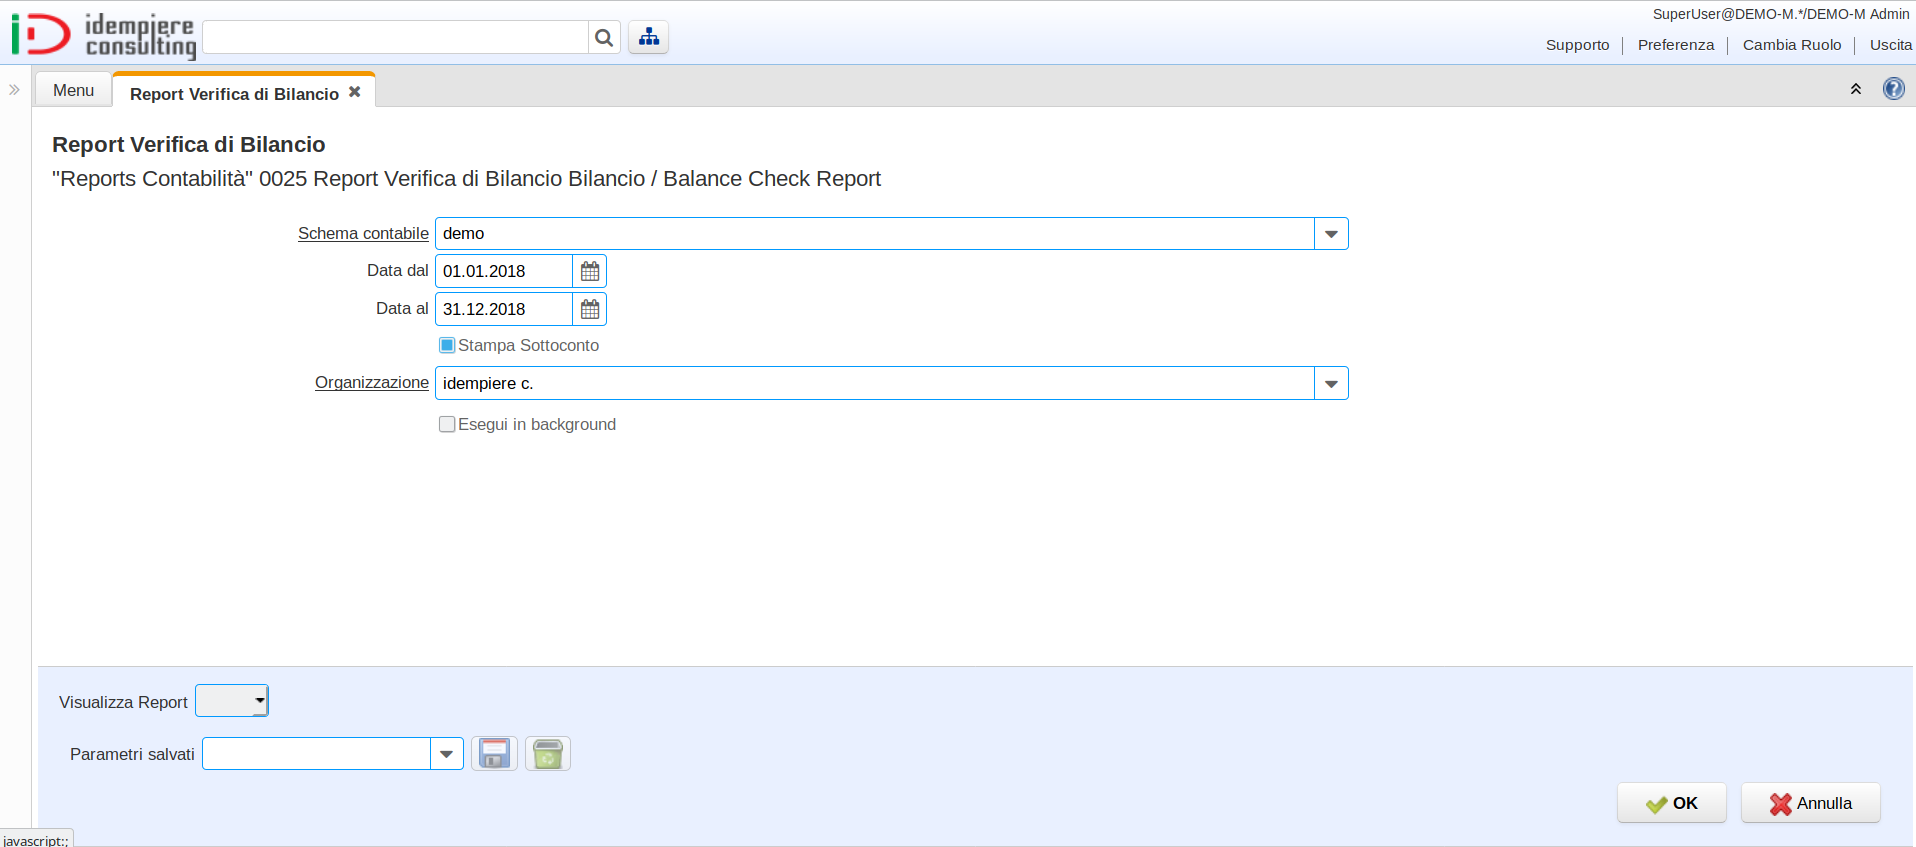 idempiere
consulting
SuperUser@DEMO-M.*/DEMO-M Admin
Supporto
Preferenza
Cambia Ruolo
Uscita
Menu
Report Verifica di Bilancio
Report Verifica di Bilancio
"Reports Contabilità" 0025 Report Verifica di Bilancio Bilancio / Balance Check Report
Schema contabile demo
Data dal 01.01.2018
Data al 31.12.2018
Stampa Sottoconto
Organizzazione idempiere c.
Esegui in background
Visualizza Report
Parametri salvati
OK
Annulla
javascript:;